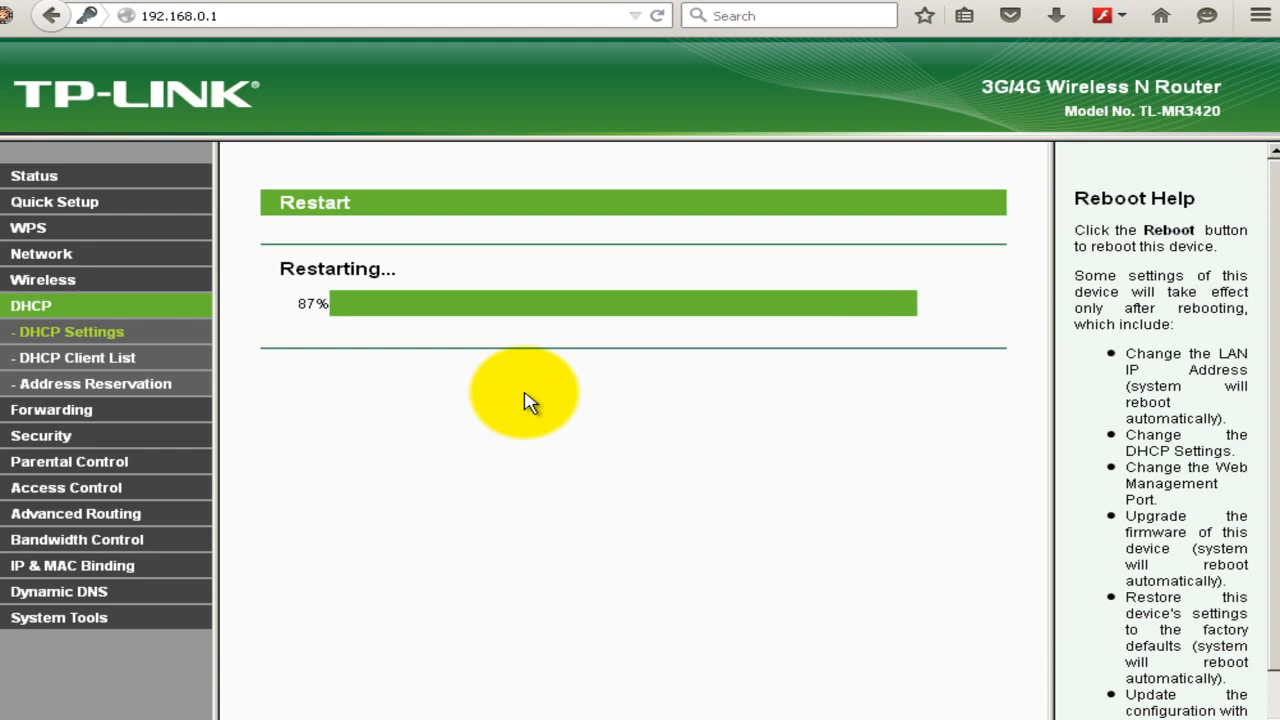 192.168.0.1
Search
TP-LINK®
3G/4G Wireless N Router
Model No. TL-MR3420
Status
Quick Setup
WPS
Network
Wireless
DHCP
- DHCP Settings
- DHCP Client List
- Address Reservation
Forwarding
Security
Parental Control
Access Control
Advanced Routing
Bandwidth Control
IP & MAC Binding
Dynamic DNS
System Tools
Restart
Restarting...
87%
Reboot Help
Click the Reboot button
to reboot this device.
Some settings of this
device will take effect
only after rebooting,
which include:
● Change the LAN
IP Address
(system will
reboot
automatically).
● Change the
DHCP Settings.
● Change the Web
Management
Port.
● Upgrade the
firmware of this
device (system
will reboot
automatically).
● Restore this
device's settings
to the factory
defaults (system
will reboot
automatically).
● Update the
configuration with